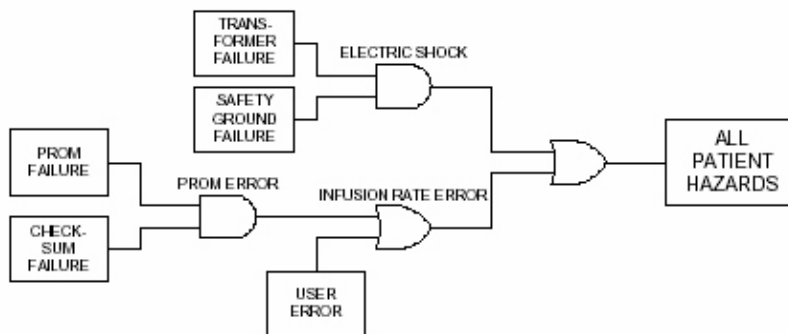 TRANS-
FORMER
FAILURE
ELECTRIC SHOCK
SAFETY
GROUND
FAILURE
ALL
PATIENT
HAZARDS
PROM
FAILURE
PROM ERROR
INFUSION RATE ERROR
CHECK-
SUM
FAILURE
USER
ERROR